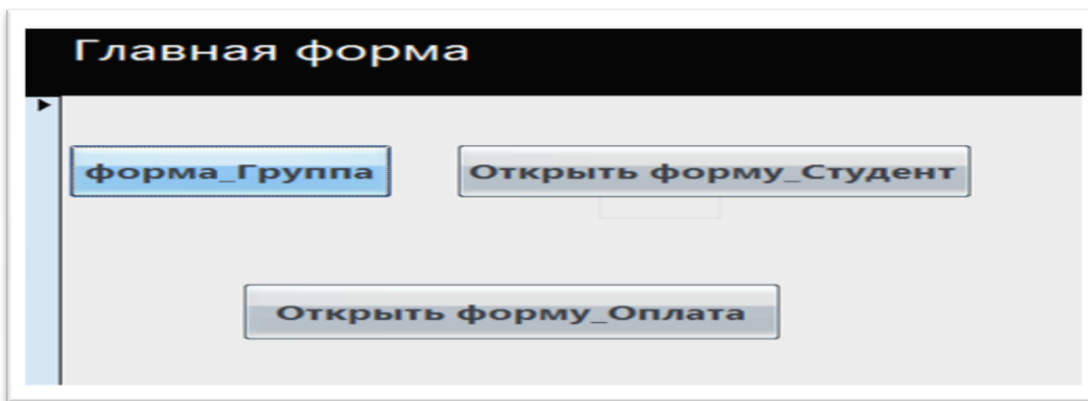 Главная форма
форма_Группа
Открыть форму_Студент
Открыть форму_Оплата